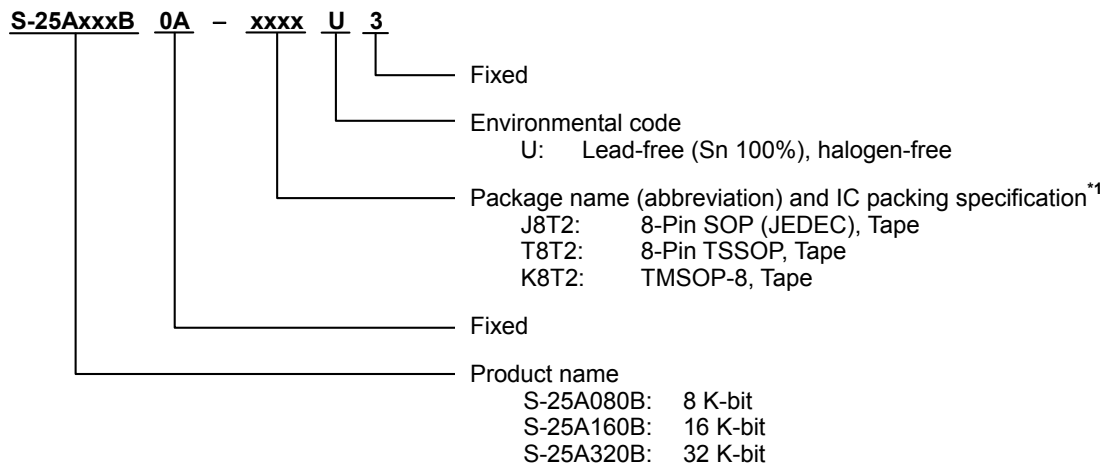 S-25AxxxB 0A – xxxx U 3
Fixed
Environmental code
U: Lead-free (Sn 100%), halogen-free
Package name (abbreviation) and IC packing specification*1
J8T2: 8-Pin SOP (JEDEC), Tape
T8T2: 8-Pin TSSOP, Tape
K8T2: TMSOP-8, Tape
Fixed
Product name
S-25A080B: 8 K-bit
S-25A160B: 16 K-bit
S-25A320B: 32 K-bit